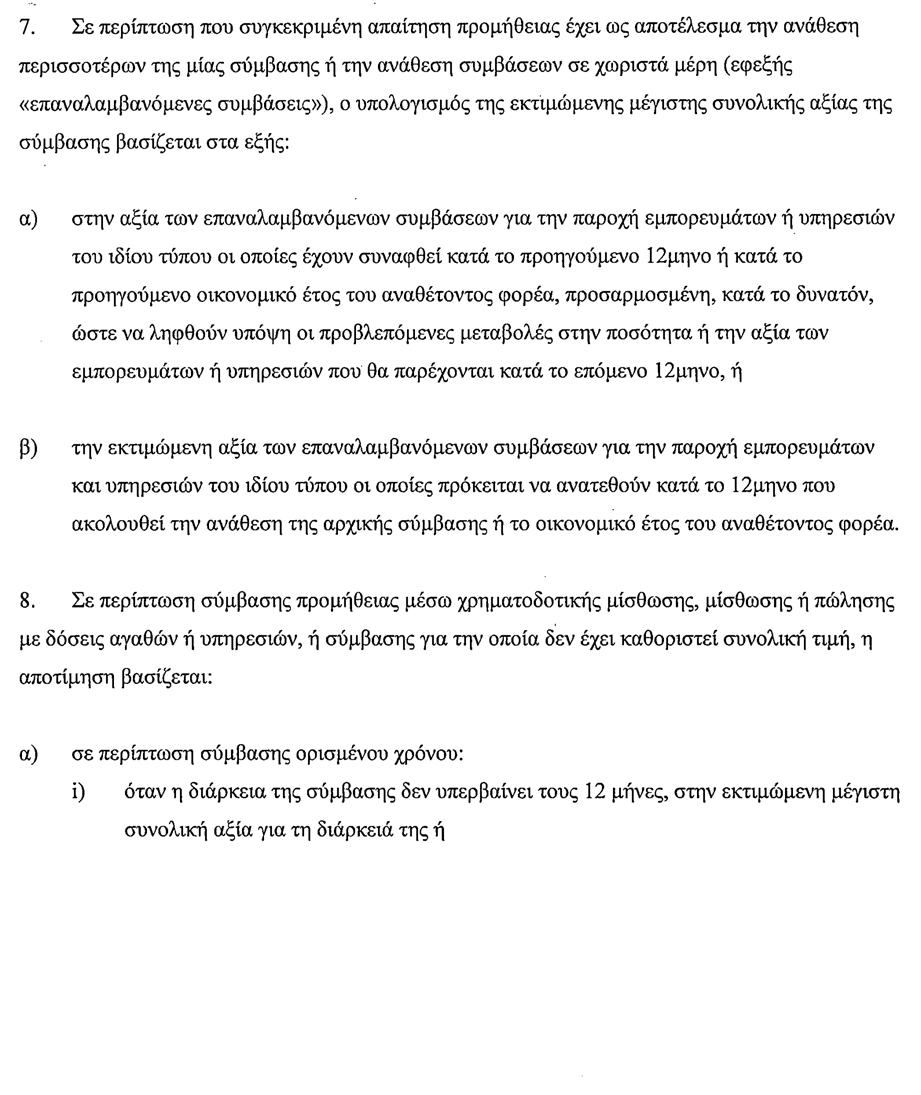 7. Σε περίπτωση που συγκεκριμένη απαίτηση προμήθειας έχει ως αποτέλεσμα την ανάθεση
περισσοτέρων της μίας σύμβασης ή την ανάθεση συμβάσεων σε χωριστά μέρη (εφεξής
«επαναλαμβανόμενες συμβάσεις»), ο υπολογισμός της εκτιμώμενης μέγιστης συνολικής αξίας της
σύμβασης βασίζεται στα εξής:
α) στην αξία των επαναλαμβανόμενων συμβάσεων για την παροχή εμπορευμάτων ή υπηρεσιών
του ιδίου τύπου οι οποίες έχουν συναφθεί κατά το προηγούμενο 12μηνο ή κατά το
προηγούμενο οικονομικό έτος του αναθέτοντος φορέα, προσαρμοσμένη, κατά το δυνατόν,
ώστε να ληφθούν υπόψη οι προβλεπόμενες μεταβολές στην ποσότητα ή την αξία των
εμπορευμάτων ή υπηρεσιών που θα παρέχονται κατά το επόμενο 12μηνο, ή
β) την εκτιμώμενη αξία των επαναλαμβανόμενων συμβάσεων για την παροχή εμπορευμάτων
και υπηρεσιών του ιδίου τύπου οι οποίες πρόκειται να ανατεθούν κατά το 12μηνο που
ακολουθεί την ανάθεση της αρχικής σύμβασης ή το οικονομικό έτος του αναθέτοντος φορέα.
8. Σε περίπτωση σύμβασης προμήθειας μέσω χρηματοδοτικής μίσθωσης, μίσθωσης ή πώλησης
με δόσεις αγαθών ή υπηρεσιών, ή σύμβασης για την οποία δεν έχει καθοριστεί συνολική τιμή, η
αποτίμηση βασίζεται:
α) σε περίπτωση σύμβασης ορισμένου χρόνου:
i) όταν η διάρκεια της σύμβασης δεν υπερβαίνει τους 12 μήνες, στην εκτιμώμενη μέγιστη
συνολική αξία για τη διάρκειά της ή